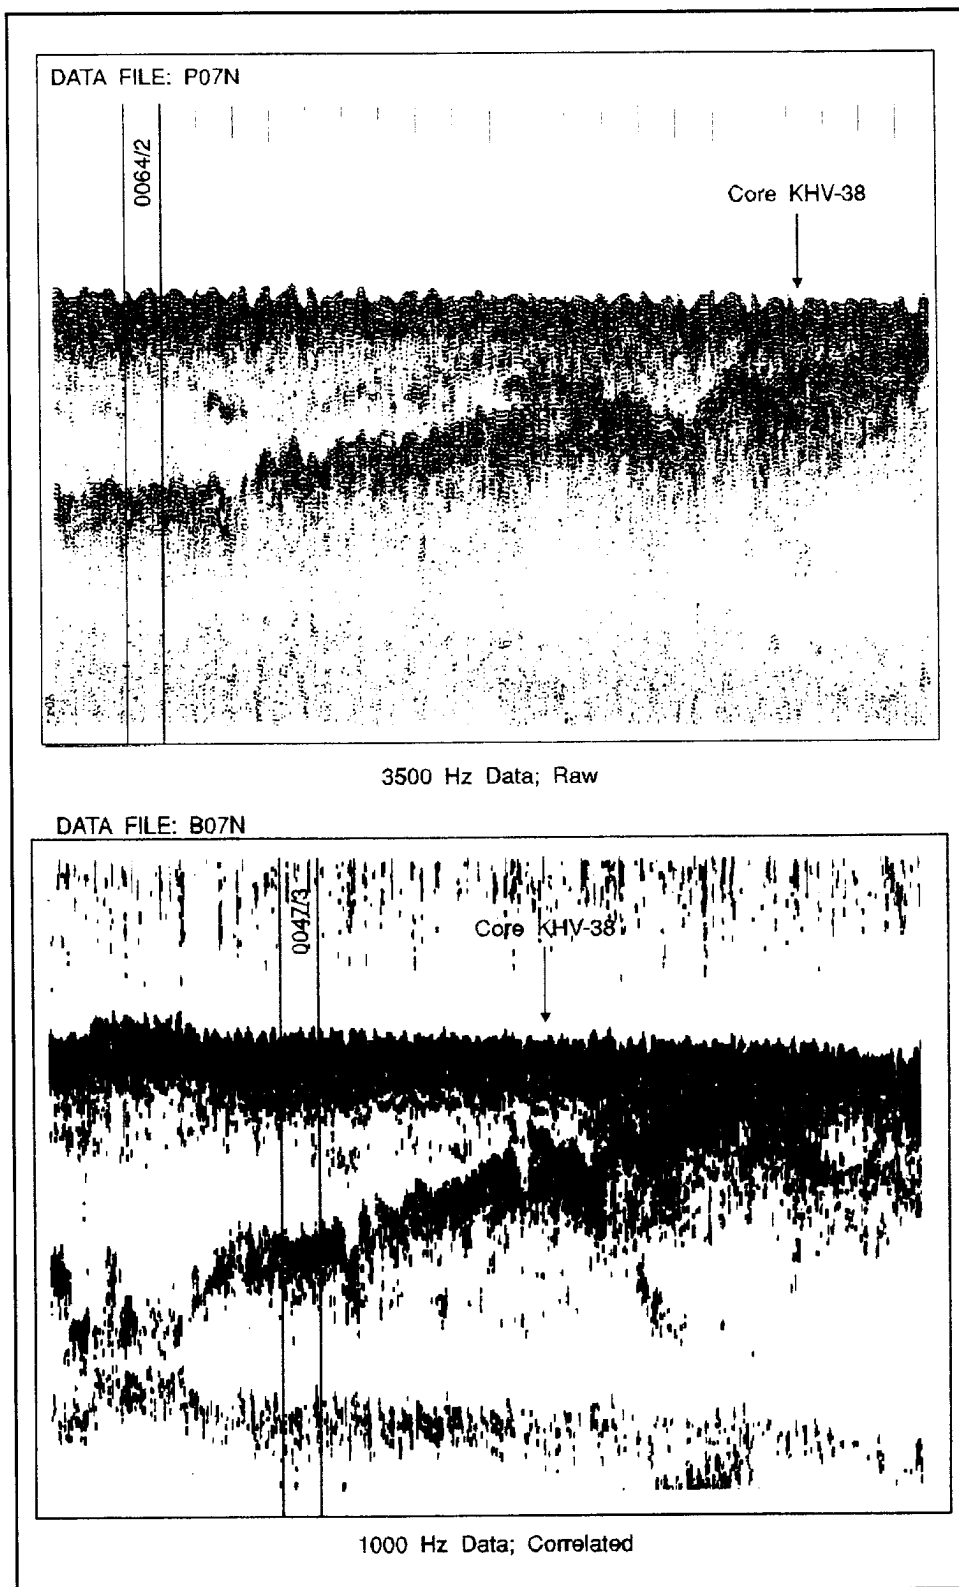 DATA FILE: P07N
0064/2
Core KHV-38
3500 Hz Data; Raw
DATA FILE: B07N
0047/3
Core KHV-38
1000 Hz Data; Correlated